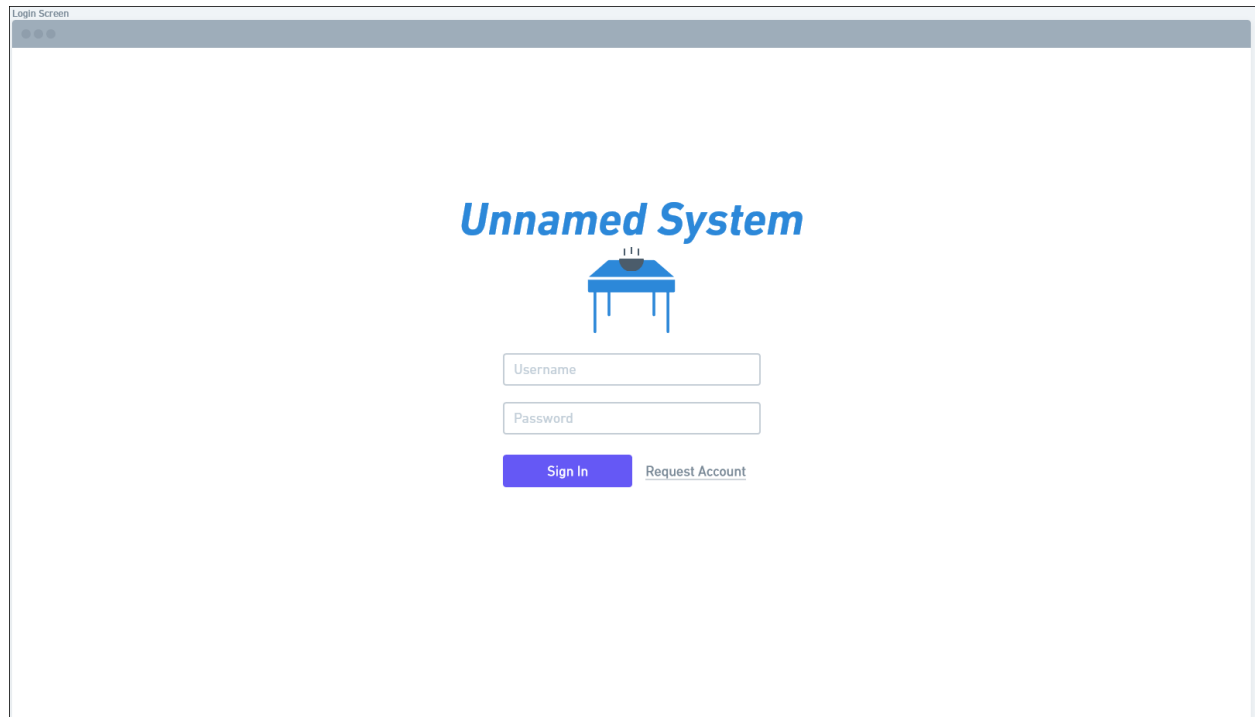 Login Screen
Unnamed System
Username
Password
Sign In
Request Account